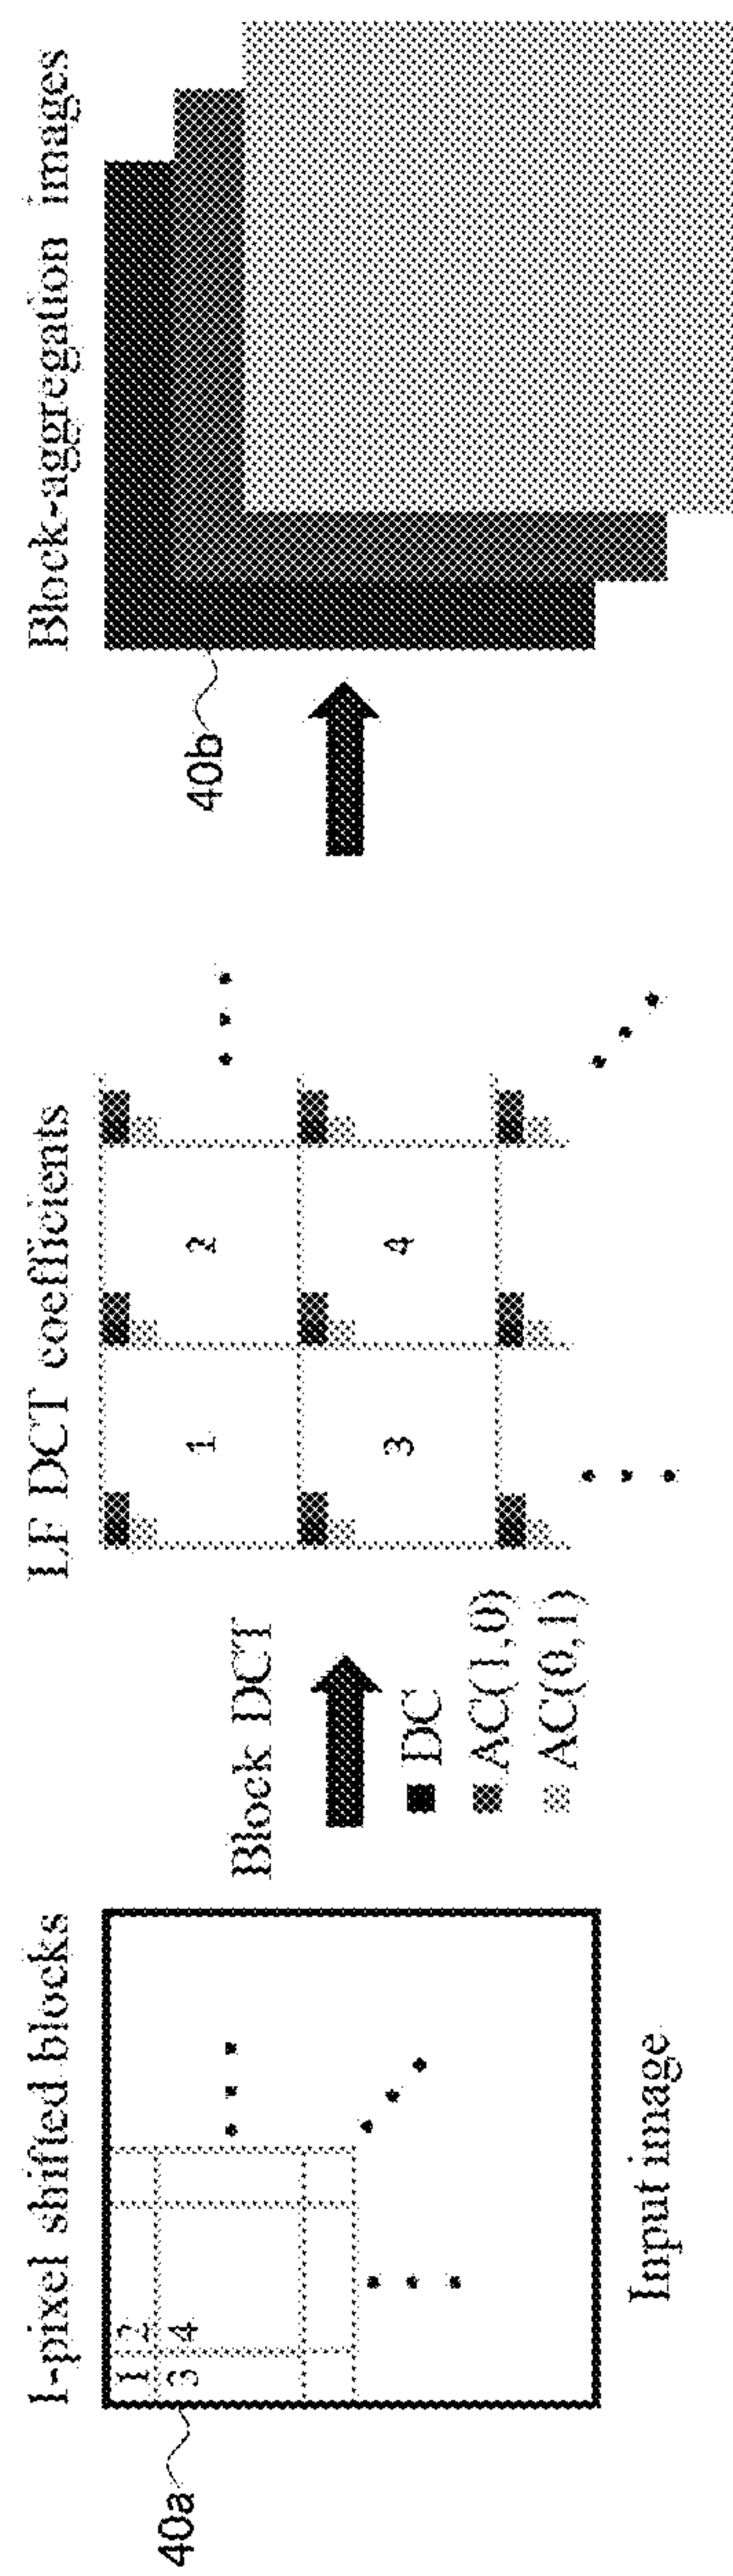 1-pixel shifted blocks
40a
1 2
3 4
Input image
Block DCT
DC
AC(1,0)
AC(0,1)
LF DCT coefficients
1 2
3 4
Block-aggregation images
40b